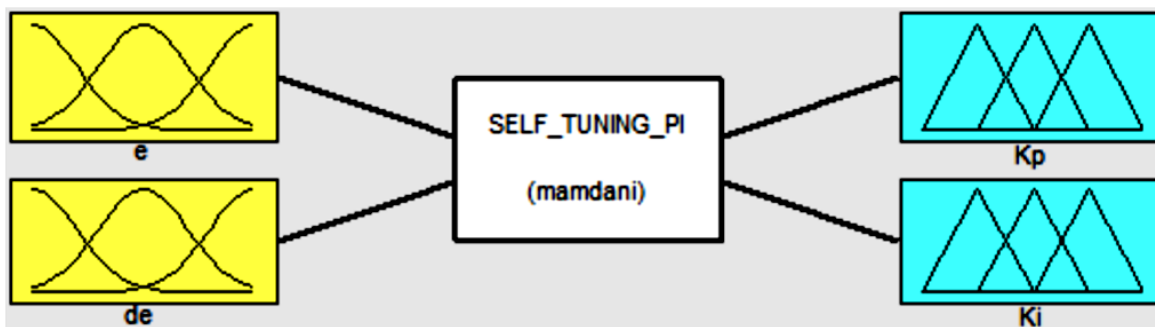 e
de
SELF_TUNING_PI
(mamdani)
Kp
Ki